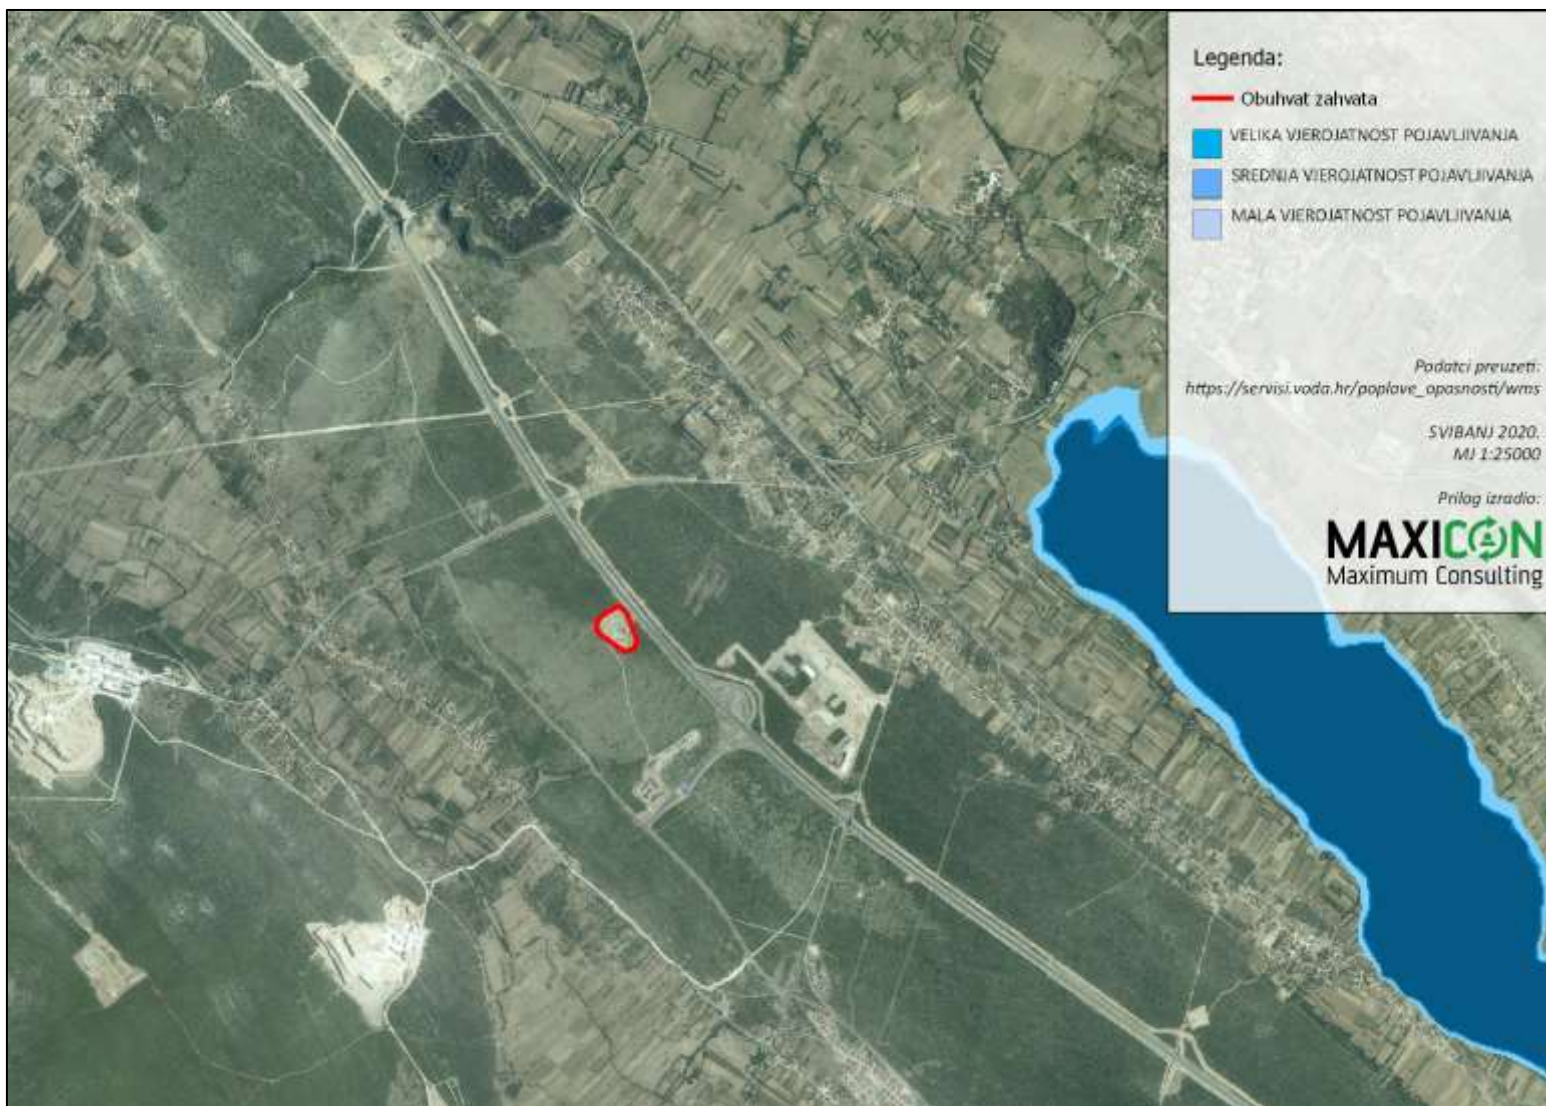 Legenda:
Obuhvat zahvata
VELIKA VJEROJATNOST POJAVLJIVANJA
SREDNJA VJEROJATNOST POJAVLJIVANJA
MALA VJEROJATNOST POJAVLJIVANJA
Podatci preuzeti:
https://servisi.voda.hr/poplave_opasnosti/wms
SVIBANJ 2020.
MJ 1:25000
Prilog izradio:
MAXICON
Maximum Consulting